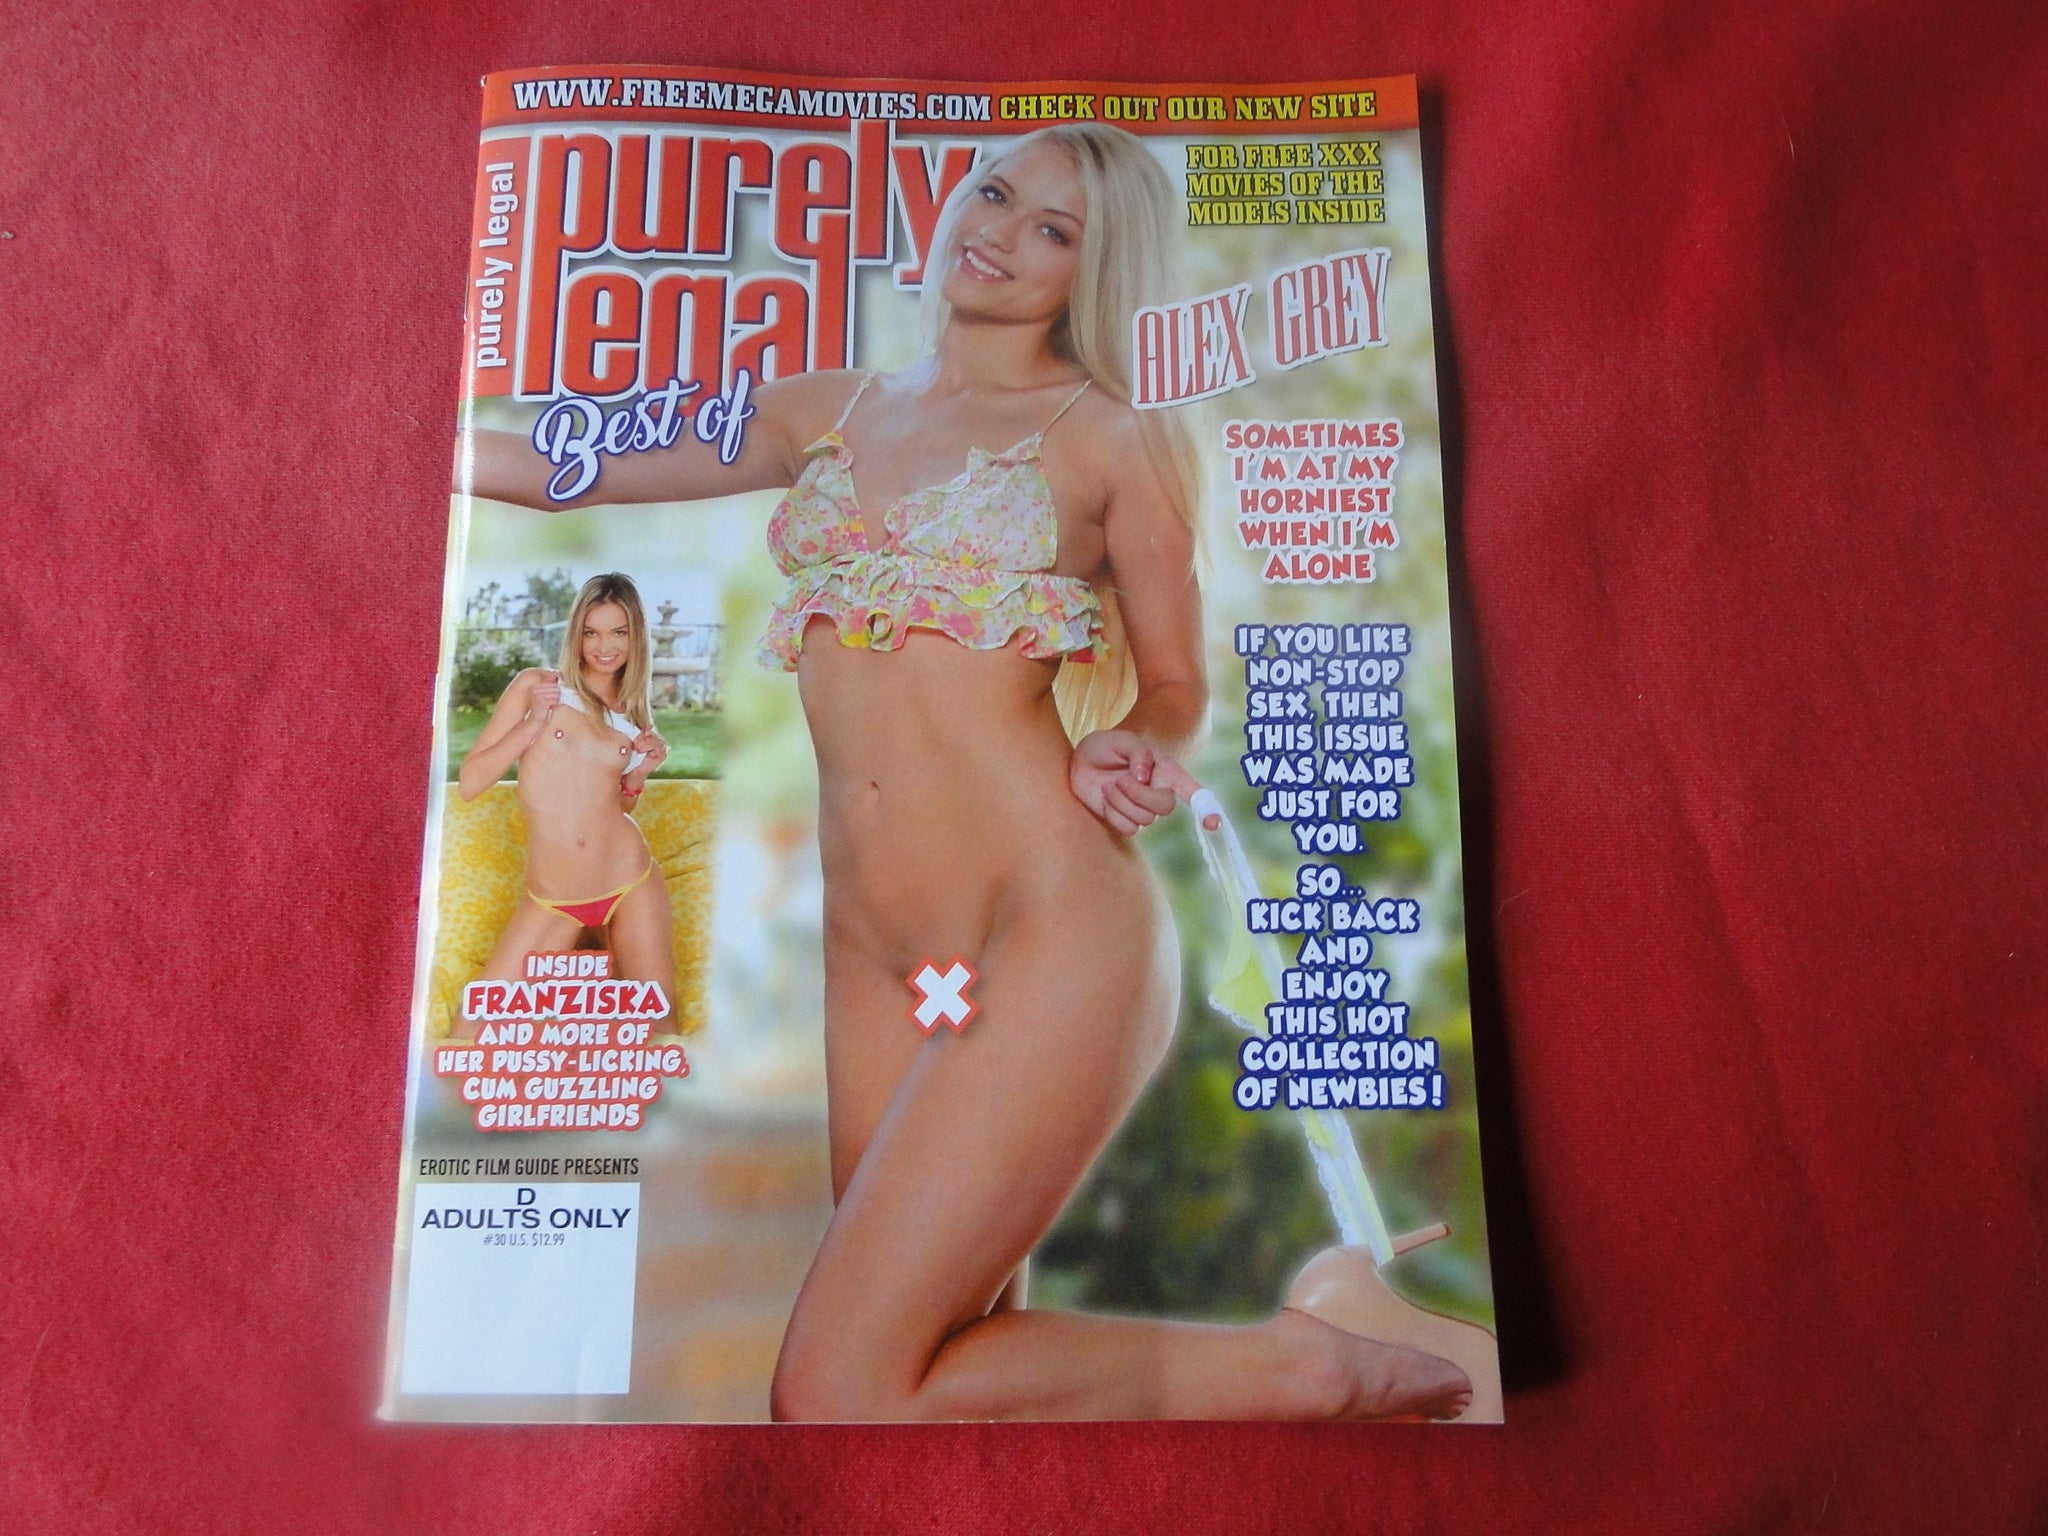 WWW.FREEMEGAMOVIES.COM CHECK OUT OUR NEW SITE
purely legal
purely
legal
Best of
FOR FREE XXX
MOVIES OF THE
MODELS INSIDE
ALEX GREY
SOMETIMES
I'M AT MY
HORNIEST
WHEN I'M
ALONE
IF YOU LIKE
NON-STOP
SEX, THEN
THIS ISSUE
WAS MADE
JUST FOR
YOU.
SO...
KICK BACK
AND
ENJOY
THIS HOT
COLLECTION
OF NEWBIES!
INSIDE
FRANZISKA
AND MORE OF
HER PUSSY-LICKING,
CUM GUZZLING
GIRLFRIENDS
EROTIC FILM GUIDE PRESENTS
D
ADULTS ONLY
#30 U.S. $12.99